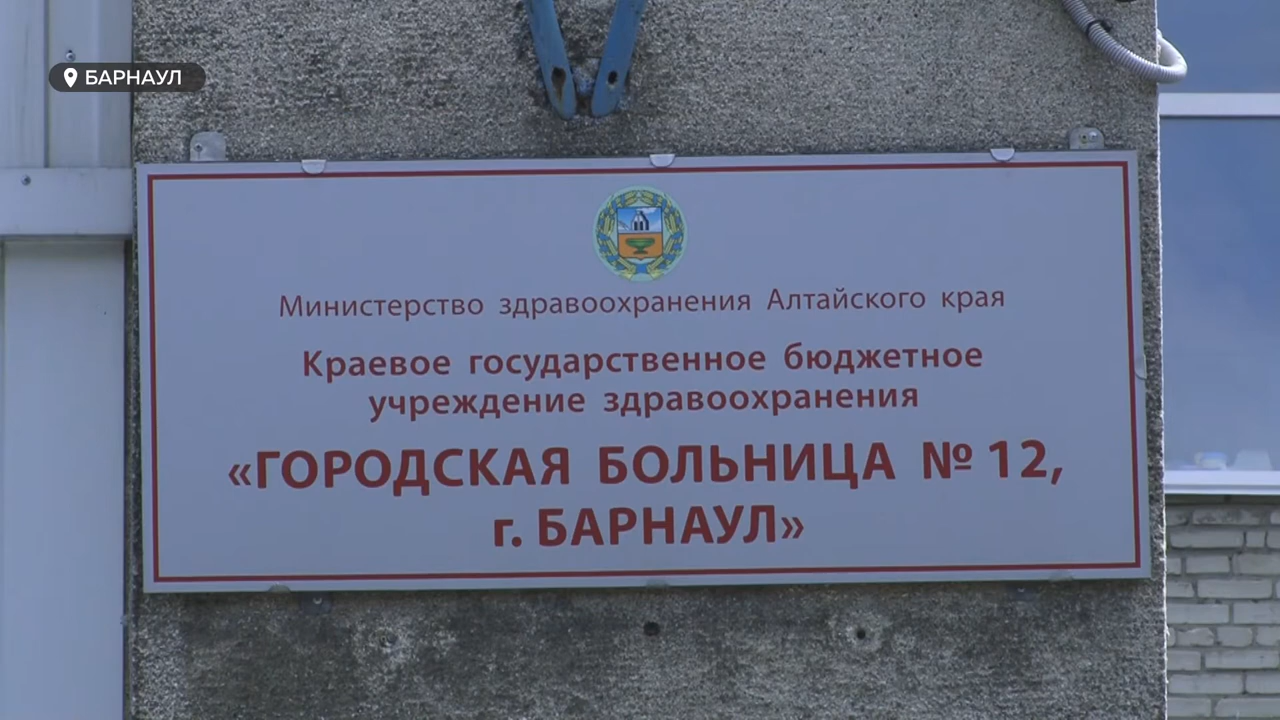 БАРНАУЛ
Министерство здравоохранения Алтайского края
Краевое государственное бюджетное
учреждение здравоохранения
«ГОРОДСКАЯ БОЛЬНИЦА № 12,
г. БАРНАУЛ»